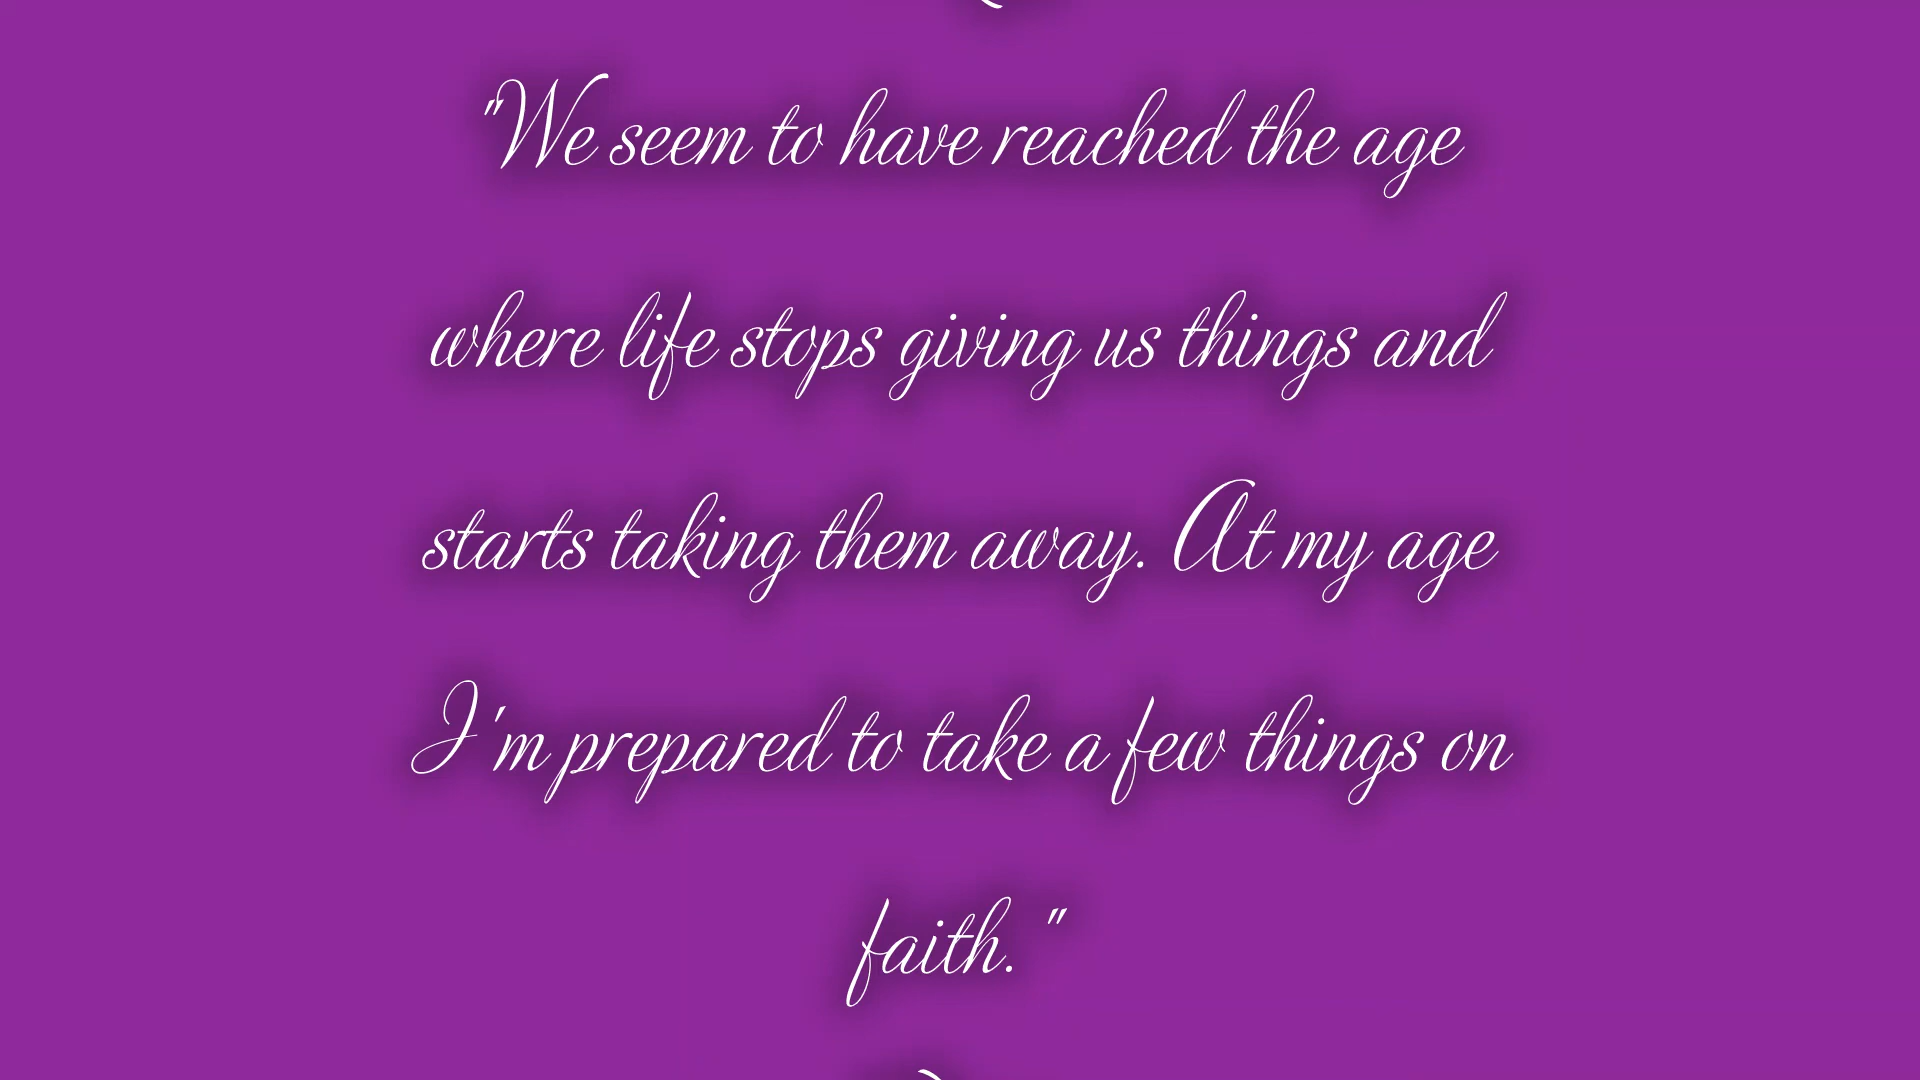 "We seem to have reached the age
where life stops giving us things and
starts taking them away. At my age
I'm prepared to take a few things on
faith. "